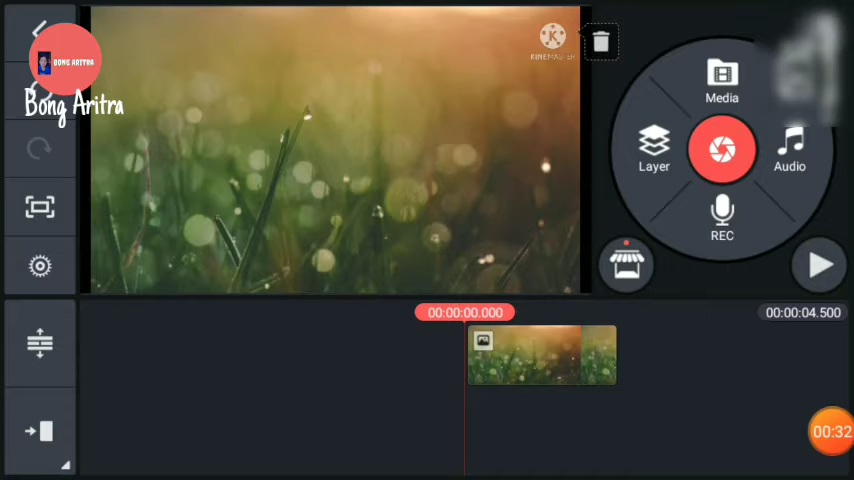 BONG ARITRA
Bong Aritra
K
KINEMASTER
Media
Layer
Audio
REC
00:00:00.000
00:00:04.500
00:32